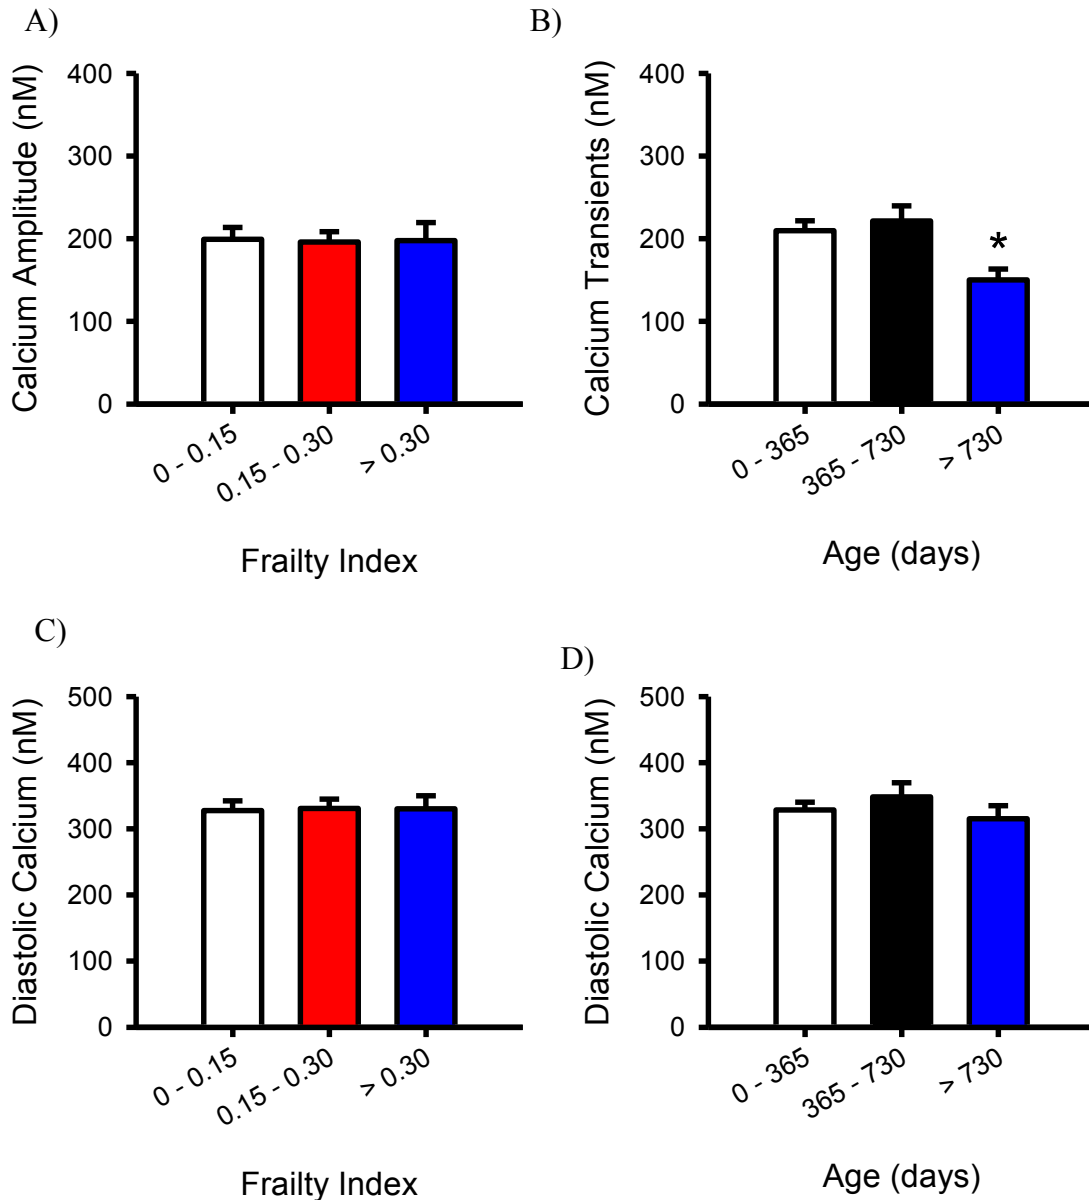 A)
Calcium Amplitude (nM)
400
300
200
100
0
0 - 0.15
0.15 - 0.30
> 0.30
Frailty Index
B)
Calcium Transients (nM)
400
300
200
100
0
*
0 - 365
365 - 730
> 730
Age (days)
C)
Diastolic Calcium (nM)
500
400
300
200
100
0
0 - 0.15
0.15 - 0.30
> 0.30
Frailty Index
D)
Diastolic Calcium (nM)
500
400
300
200
100
0
0 - 365
365 - 730
> 730
Age (days)